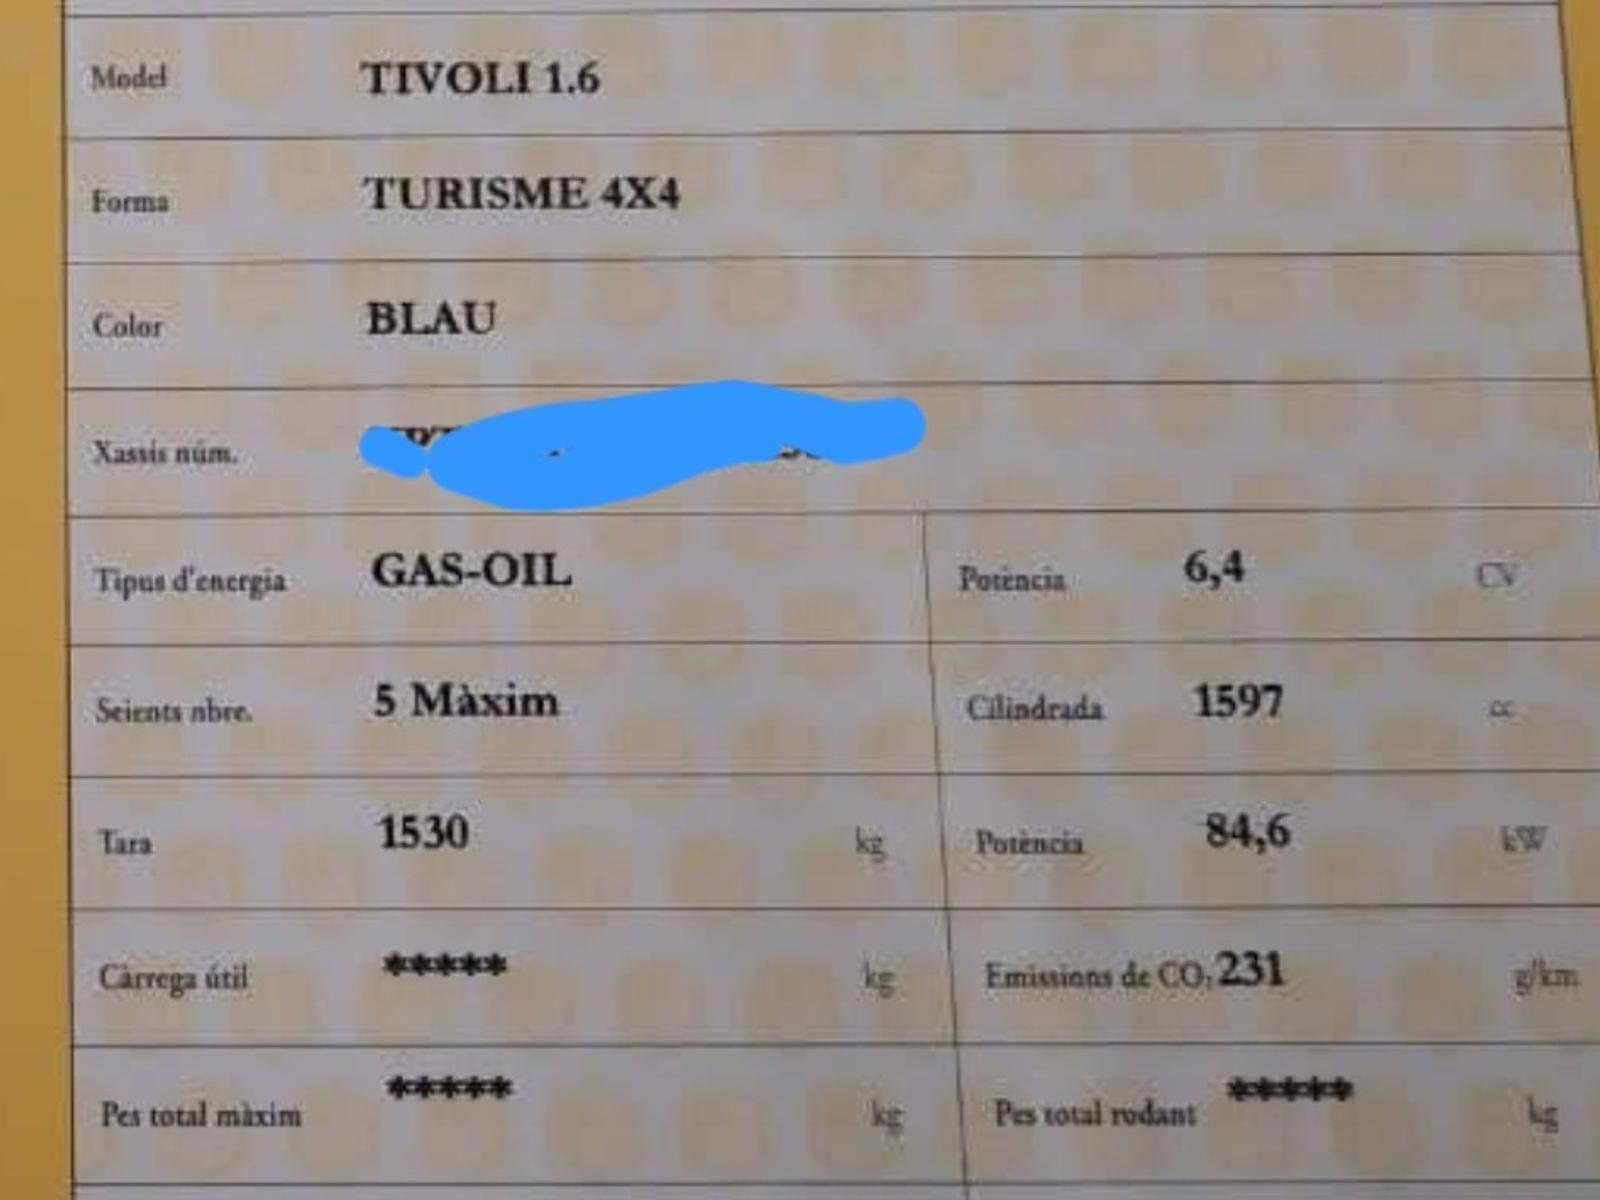 Model TIVOLI 1.6
Forma TURISME 4X4
Color BLAU
Xassis núm.
Tipus d'energia GAS-OIL Potència 6,4 CV
Seients nbre. 5 Màxim Cilindrada 1597 cc
Tara 1530 kg Potència 84,6 kW
Càrrega útil ***** kg Emissions de CO₂ 231 g/km
Pes total màxim ***** kg Pes total rodant ***** kg